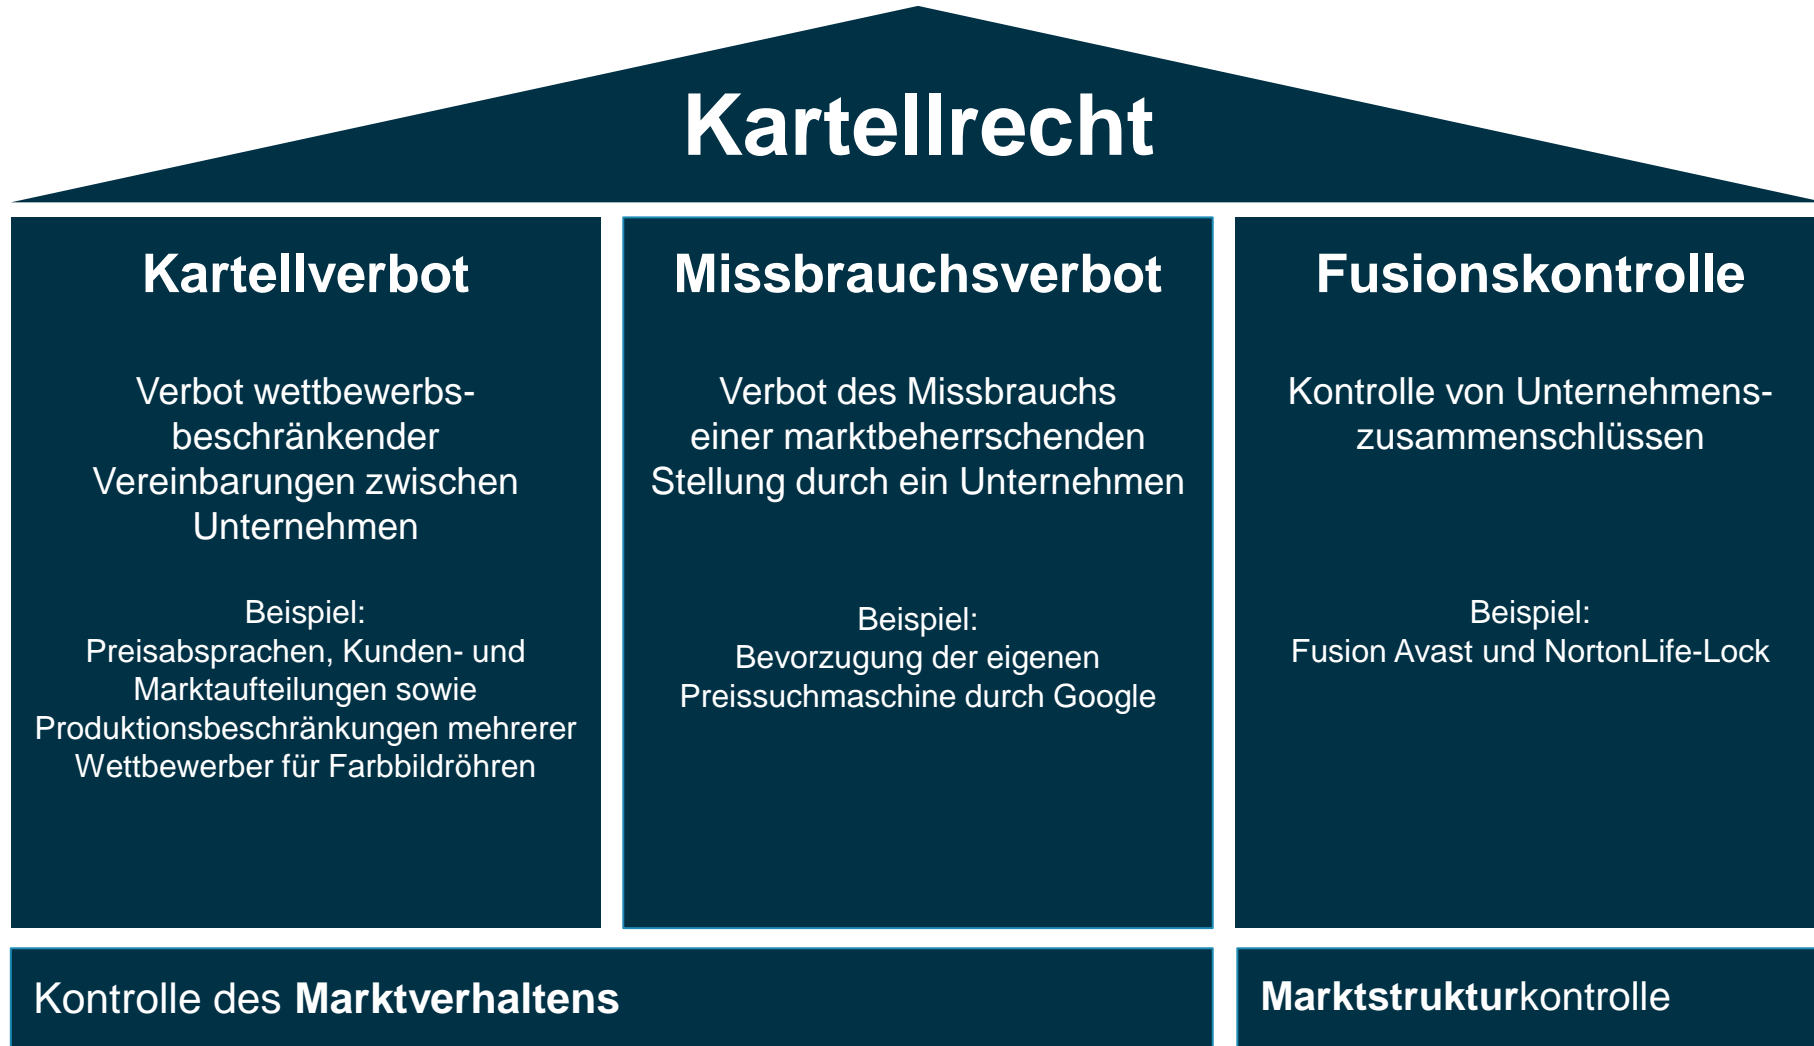 Kartellrecht
Kartellverbot
Verbot wettbewerbs-
beschränkender
Vereinbarungen zwischen
Unternehmen
Beispiel:
Preisabsprachen, Kunden- und
Marktaufteilungen sowie
Produktionsbeschränkungen mehrerer
Wettbewerber für Farbbildröhren
Missbrauchsverbot
Verbot des Missbrauchs
einer marktbeherrschenden
Stellung durch ein Unternehmen
Beispiel:
Bevorzugung der eigenen
Preissuchmaschine durch Google
Fusionskontrolle
Kontrolle von Unternehmens-
zusammenschlüssen
Beispiel:
Fusion Avast und NortonLife-Lock
Kontrolle des Marktverhaltens
Marktstrukturkontrolle